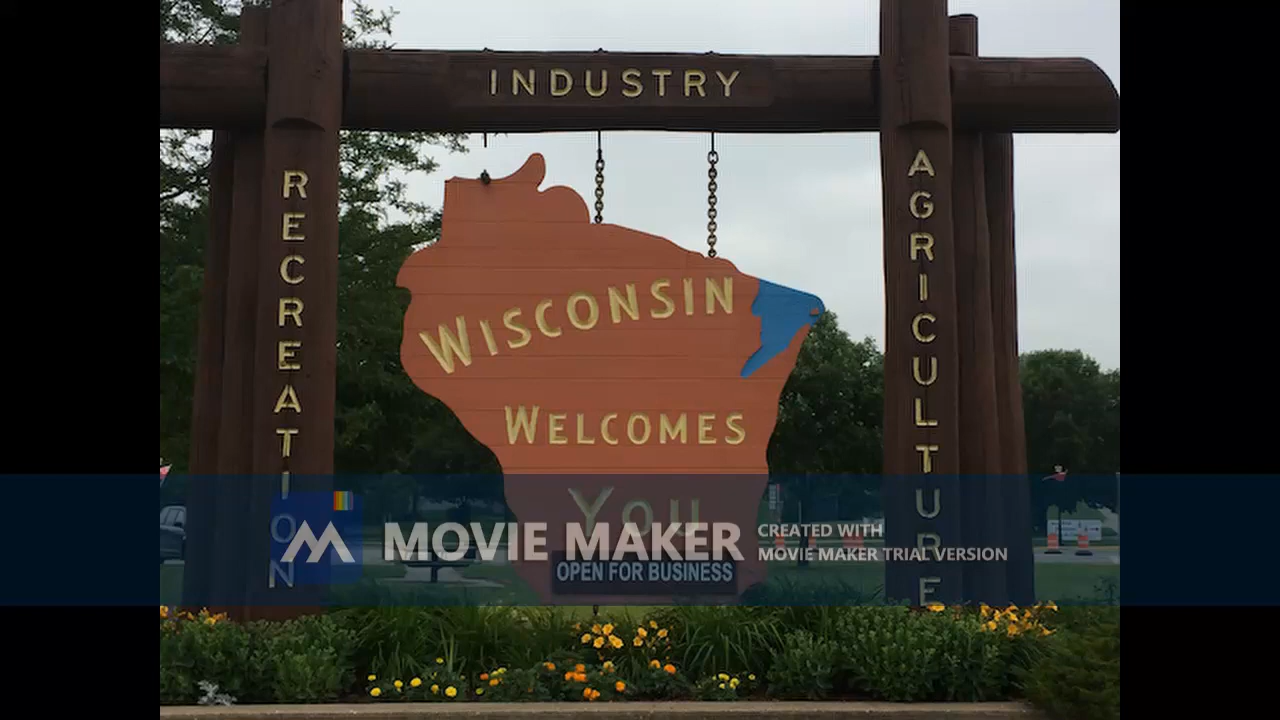 INDUSTRY
RECREATION
AGRICULTURE
WISCONSIN
WELCOMES
YOU
OPEN FOR BUSINESS
MOVIE MAKER
CREATED WITH
MOVIE MAKER TRIAL VERSION